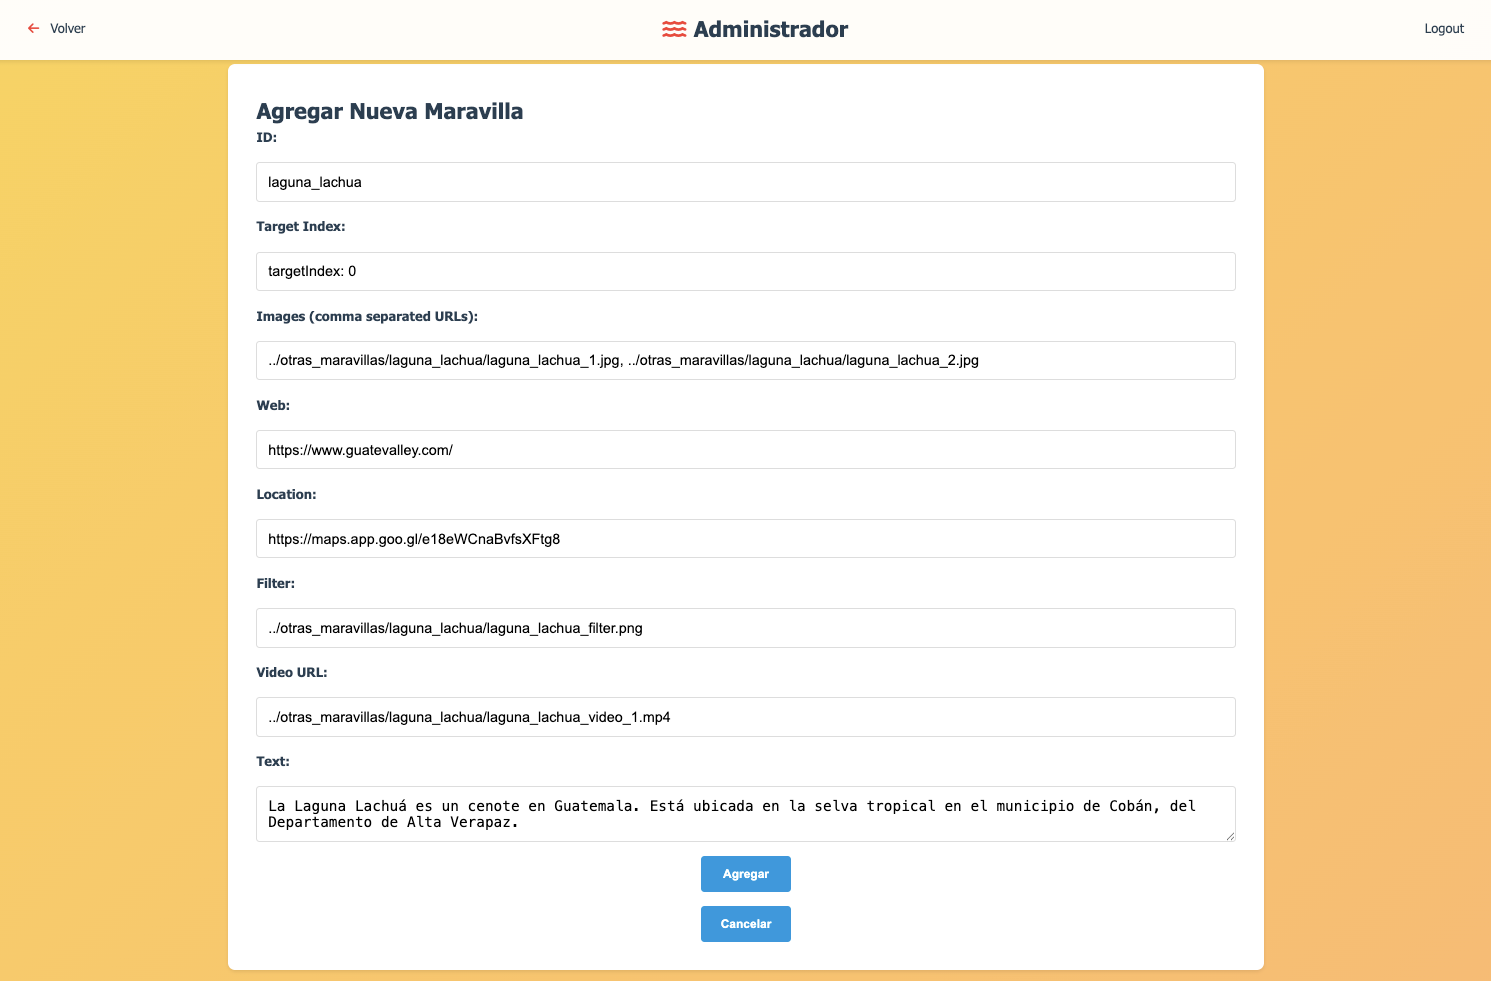 Volver
Administrador
Logout
Agregar Nueva Maravilla
ID:
laguna_lachua
Target Index:
targetIndex: 0
Images (comma separated URLs):
../otras_maravillas/laguna_lachua/laguna_lachua_1.jpg, ../otras_maravillas/laguna_lachua/laguna_lachua_2.jpg
Web:
https://www.guatevalley.com/
Location:
https://maps.app.goo.gl/e18eWCnaBvfsXFtg8
Filter:
../otras_maravillas/laguna_lachua/laguna_lachua_filter.png
Video URL:
../otras_maravillas/laguna_lachua/laguna_lachua_video_1.mp4
Text:
La Laguna Lachuá es un cenote en Guatemala. Está ubicada en la selva tropical en el municipio de Cobán, del
Departamento de Alta Verapaz.
Agregar
Cancelar